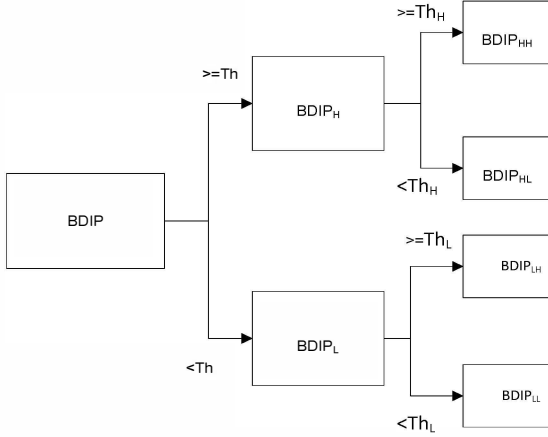 >=Th_H
BDIP_HH
>=Th
BDIP_H
BDIP_HL
<Th_H
BDIP
>=Th_L
BDIP_LH
BDIP_L
<Th
BDIP_LL
<Th_L